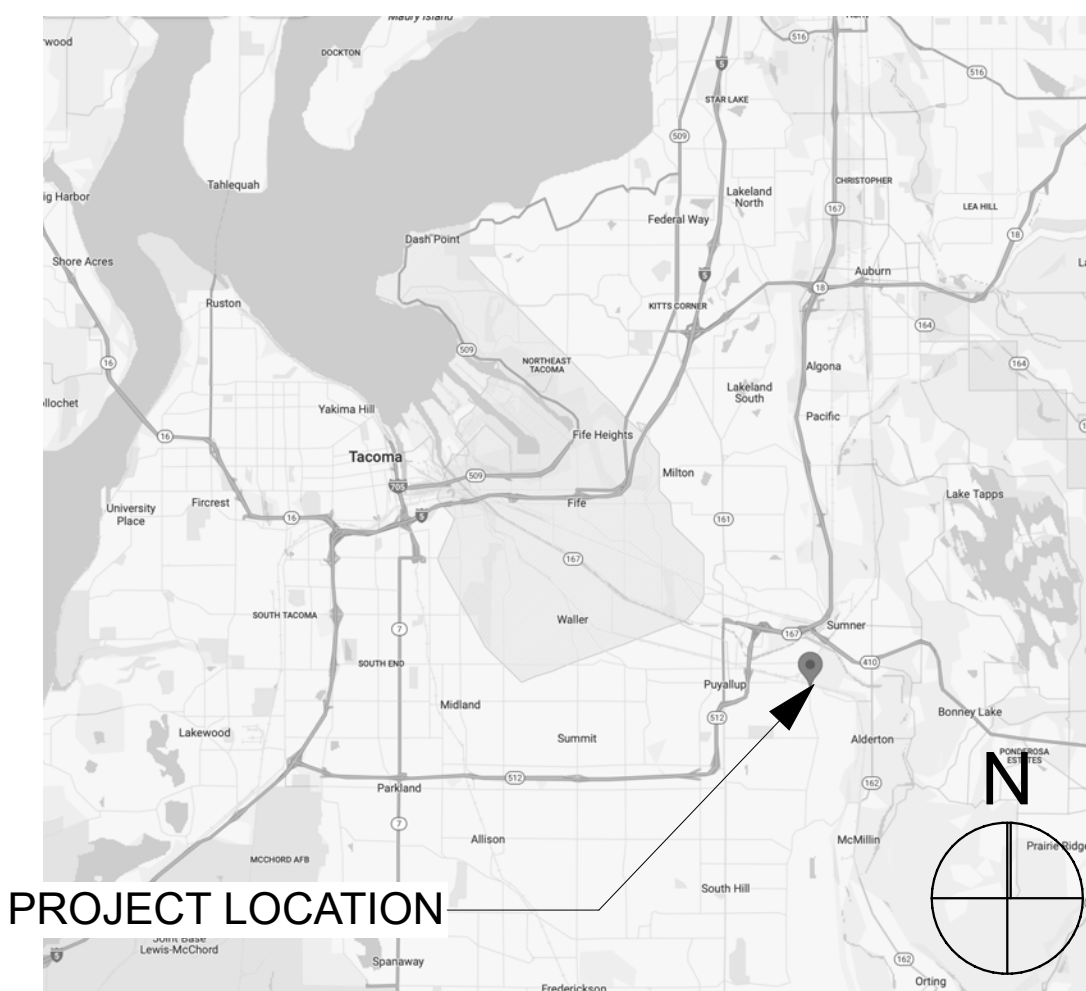 Maury Island
rwood
DOCKTON
516
5
516
STAR LAKE
509
Tahlequah
CHRISTOPHER
Lakeland
North
ig Harbor
167
LEA HILL
Federal Way
18
Dash Point
Shore Acres
5
Auburn
18
Ruston
KITTS CORNER
164
509
16
NORTHEAST
TACOMA
164
Algona
Lakeland
South
ollochet
Yakima Hill
Pacific
16
Fife Heights
Tacoma
509
Milton
705
Lake Tapps
Fircrest
University
Place
Fife
16
5
161
167
SOUTH TACOMA
Waller
7
167
Sumner
SOUTH END
410
Puyallup
Midland
512
Bonney Lake
Lakewood
Summit
Alderton
PONDEROSA
ESTATES
N
512
Parkland
162
7
Allison
McMillin
Prairie Ridge
MCCHORD AFB
South Hill
PROJECT LOCATION
Joint Base
Lewis-McChord
5
Spanaway
162
Orting
Frederickson